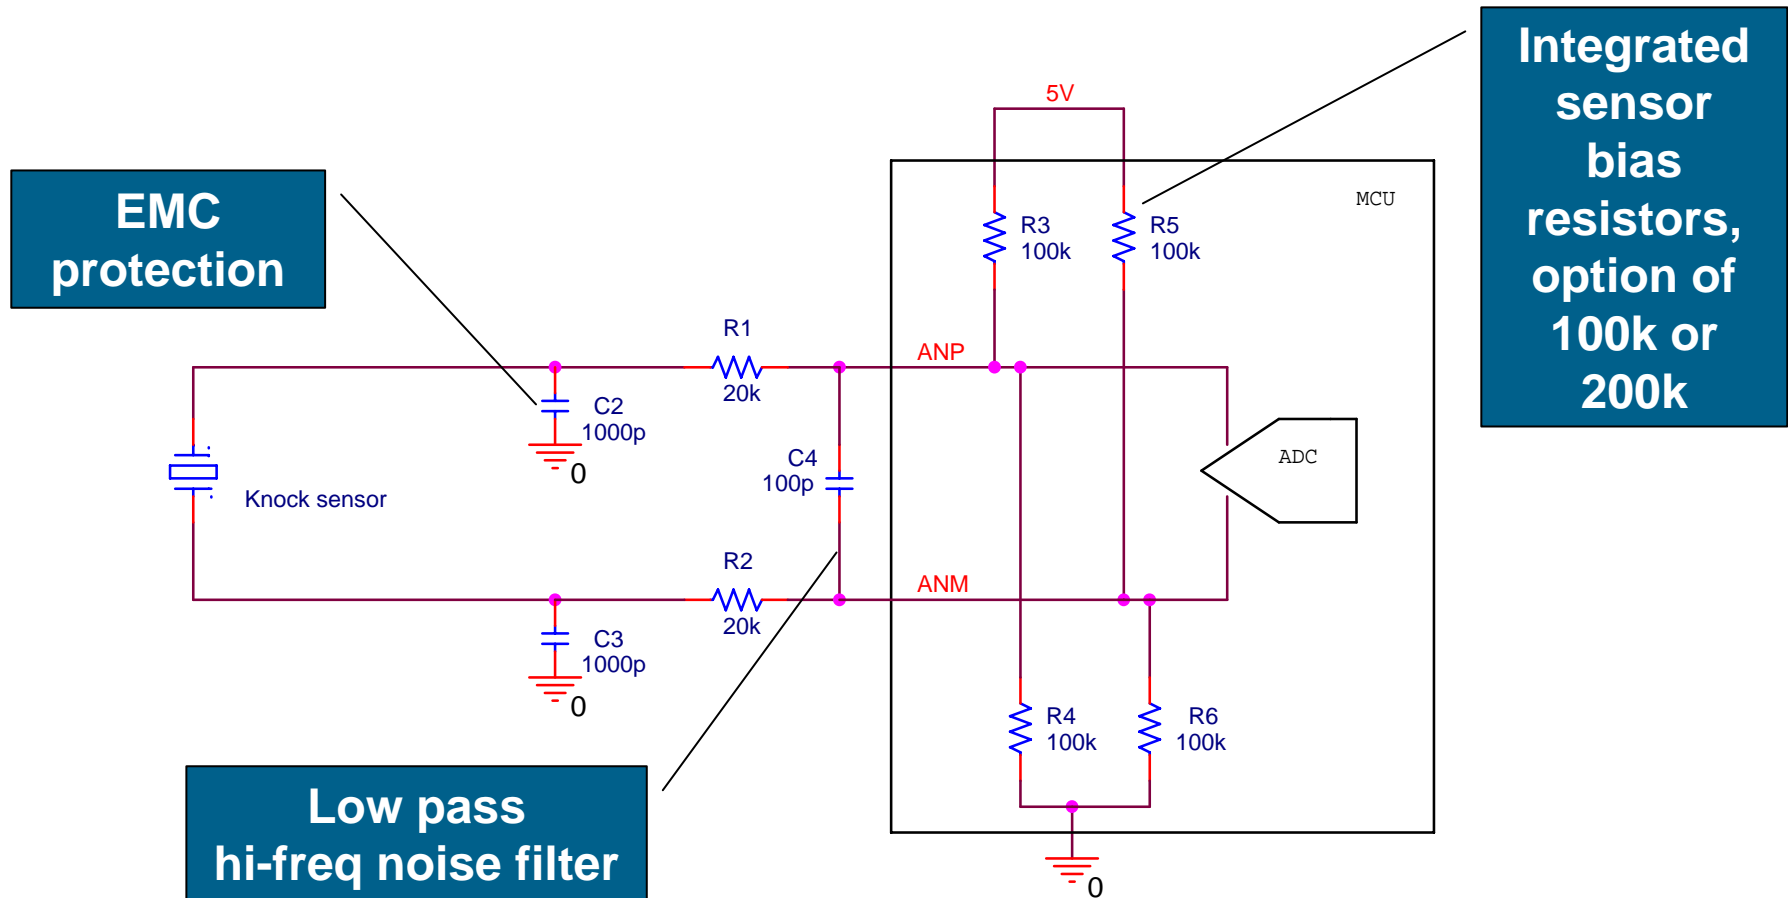 Integrated
sensor
bias
resistors,
option of
100k or
200k
5V
MCU
EMC
protection
R3
100k
R5
100k
R1
20k
ANP
C2
1000p
0
C4
100p
ADC
Knock sensor
R2
20k
ANM
C3
1000p
0
R4
100k
R6
100k
Low pass
hi-freq noise filter
0